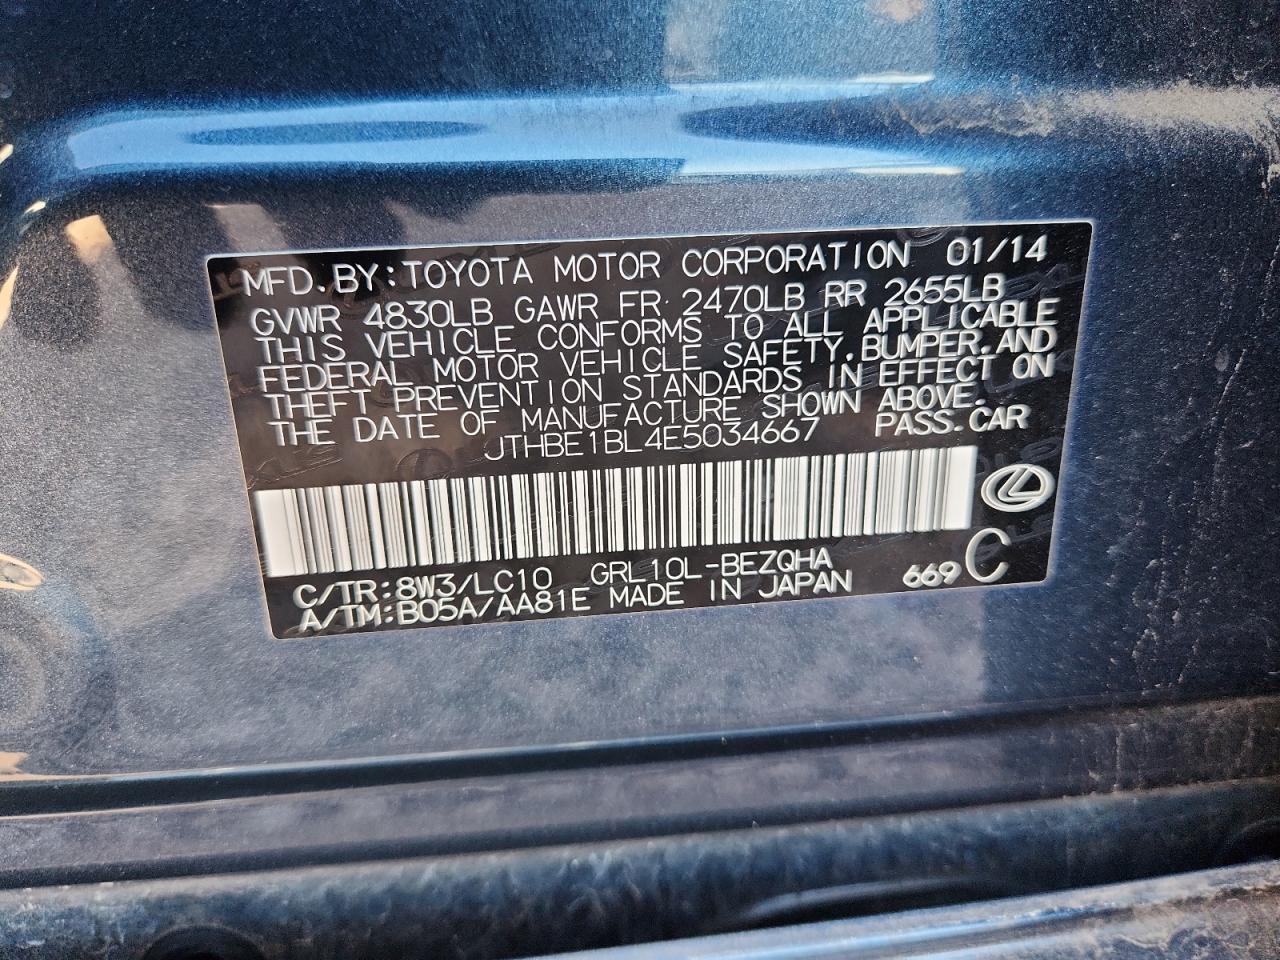 MFD. BY: TOYOTA MOTOR CORPORATION 01/14
GVWR 4830LB GAWR FR 2470LB RR 2655LB
THIS VEHICLE CONFORMS TO ALL APPLICABLE
FEDERAL MOTOR VEHICLE SAFETY, BUMPER, AND
THEFT PREVENTION STANDARDS IN EFFECT ON
THE DATE OF MANUFACTURE SHOWN ABOVE.
JTHBE1BL4E5034667 PASS. CAR
C/TR: 8W3/LC10 GRL10L-BEZQHA
A/TM: B05A/AA81E MADE IN JAPAN 669 C